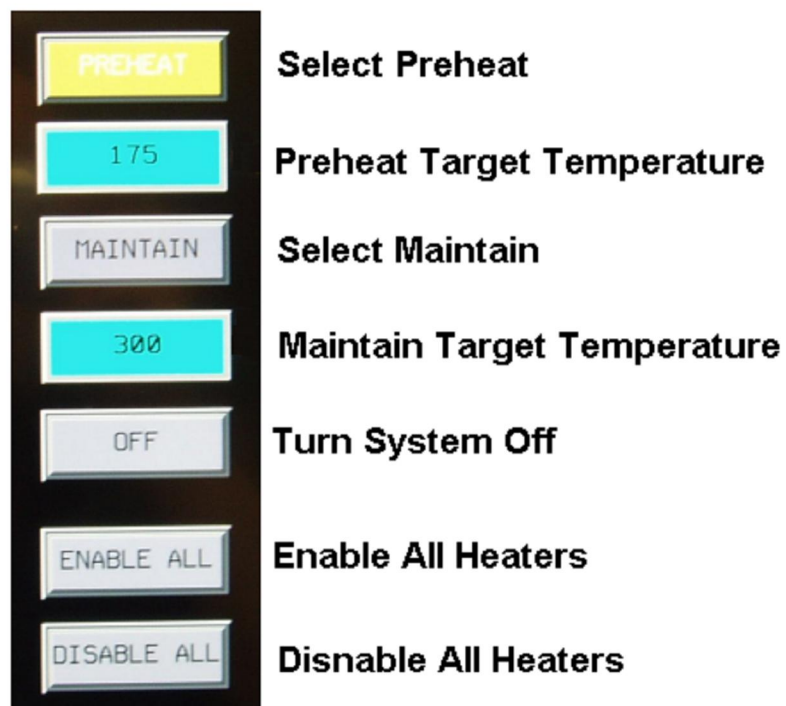 PREHEAT Select Preheat
175 Preheat Target Temperature
MAINTAIN Select Maintain
300 Maintain Target Temperature
OFF Turn System Off
ENABLE ALL Enable All Heaters
DISABLE ALL Disnable All Heaters